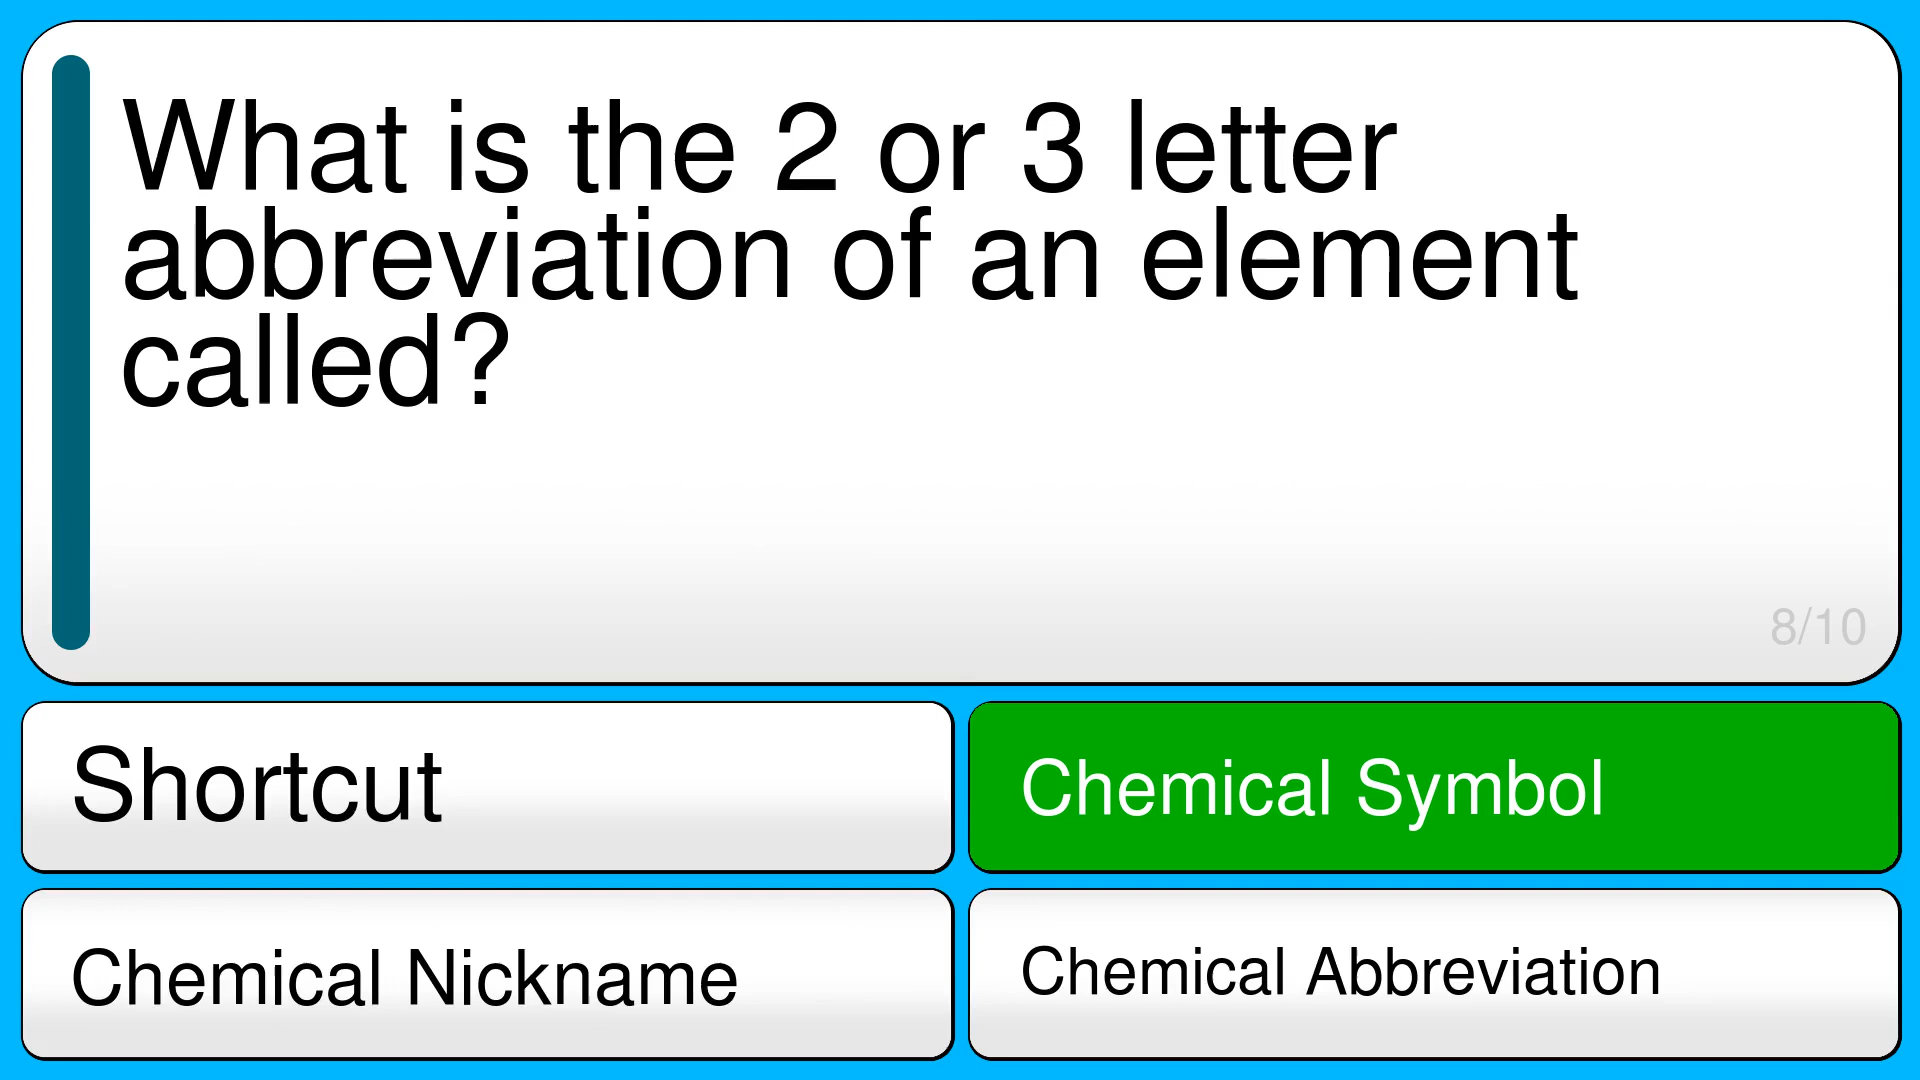 What is the 2 or 3 letter
abbreviation of an element
called?
8/10
Shortcut
Chemical Symbol
Chemical Nickname
Chemical Abbreviation